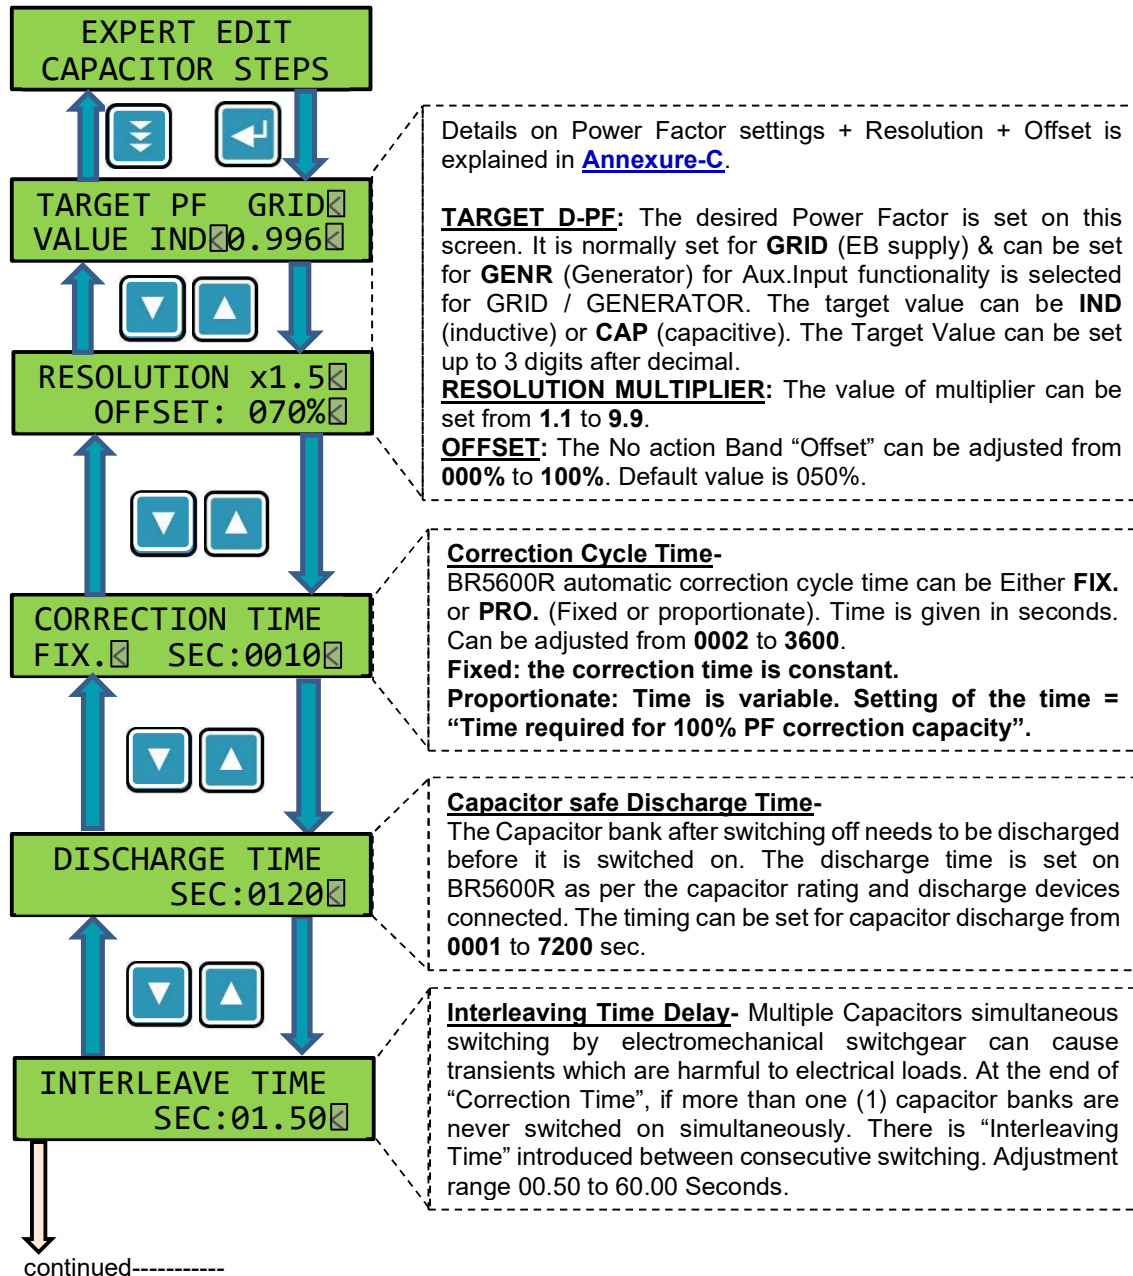 EXPERT EDIT
CAPACITOR STEPS
TARGET PF GRID<
VALUE IND<0.996<
Details on Power Factor settings + Resolution + Offset is
explained in Annexure-C.
TARGET D-PF: The desired Power Factor is set on this
screen. It is normally set for GRID (EB supply) & can be set
for GENR (Generator) for Aux.Input functionality is selected
for GRID / GENERATOR. The target value can be IND
(inductive) or CAP (capacitive). The Target Value can be set
up to 3 digits after decimal.
RESOLUTION MULTIPLIER: The value of multiplier can be
set from 1.1 to 9.9.
OFFSET: The No action Band “Offset” can be adjusted from
000% to 100%. Default value is 050%.
RESOLUTION x1.5<
OFFSET: 070%<
CORRECTION TIME
FIX.< SEC:0010<
Correction Cycle Time-
BR5600R automatic correction cycle time can be Either FIX.
or PRO. (Fixed or proportionate). Time is given in seconds.
Can be adjusted from 0002 to 3600.
Fixed: the correction time is constant.
Proportionate: Time is variable. Setting of the time =
“Time required for 100% PF correction capacity”.
DISCHARGE TIME
SEC:0120<
Capacitor safe Discharge Time-
The Capacitor bank after switching off needs to be discharged
before it is switched on. The discharge time is set on
BR5600R as per the capacitor rating and discharge devices
connected. The timing can be set for capacitor discharge from
0001 to 7200 sec.
INTERLEAVE TIME
SEC:01.50<
Interleaving Time Delay- Multiple Capacitors simultaneous
switching by electromechanical switchgear can cause
transients which are harmful to electrical loads. At the end of
“Correction Time”, if more than one (1) capacitor banks are
never switched on simultaneously. There is “Interleaving
Time” introduced between consecutive switching. Adjustment
range 00.50 to 60.00 Seconds.
continued-----------